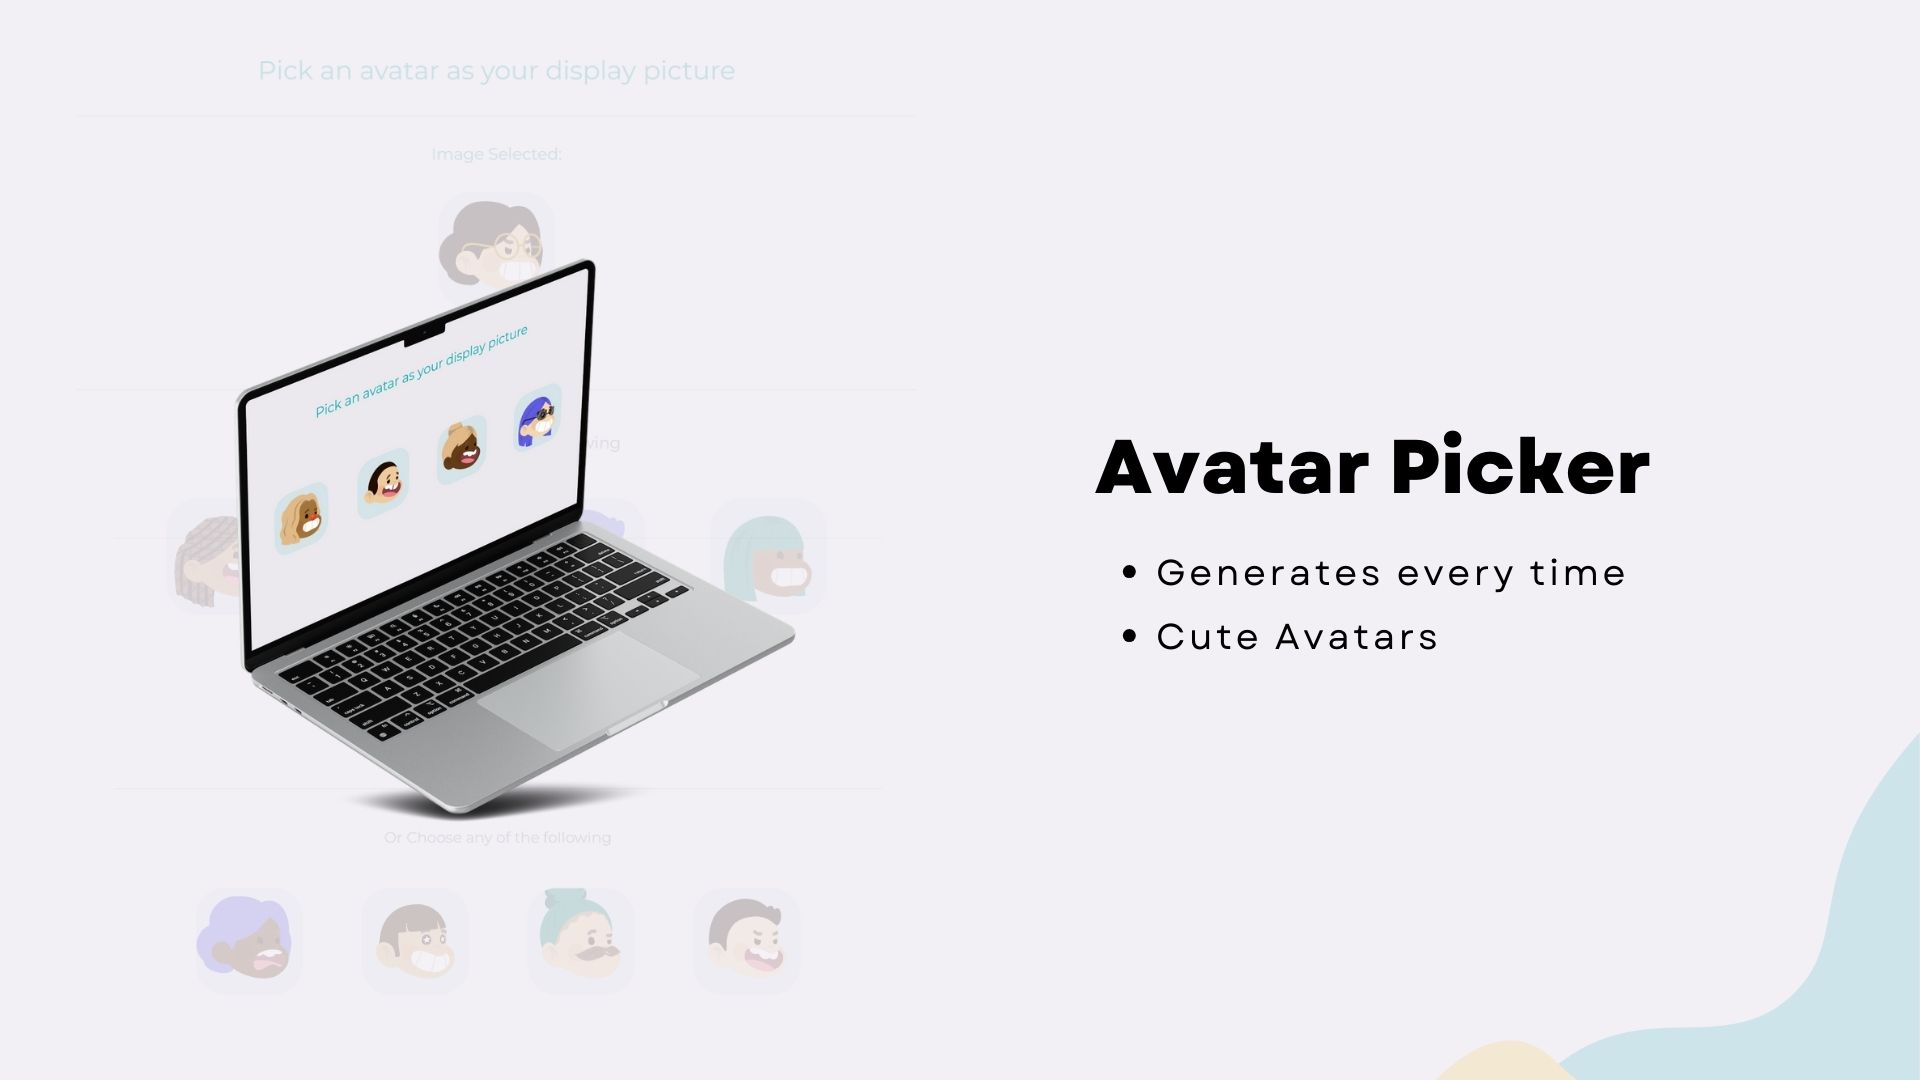 Pick an avatar as your display picture
Image Selected:
Pick an avatar as your display picture
Or Choose any of the following
Avatar Picker
• Generates every time
• Cute Avatars